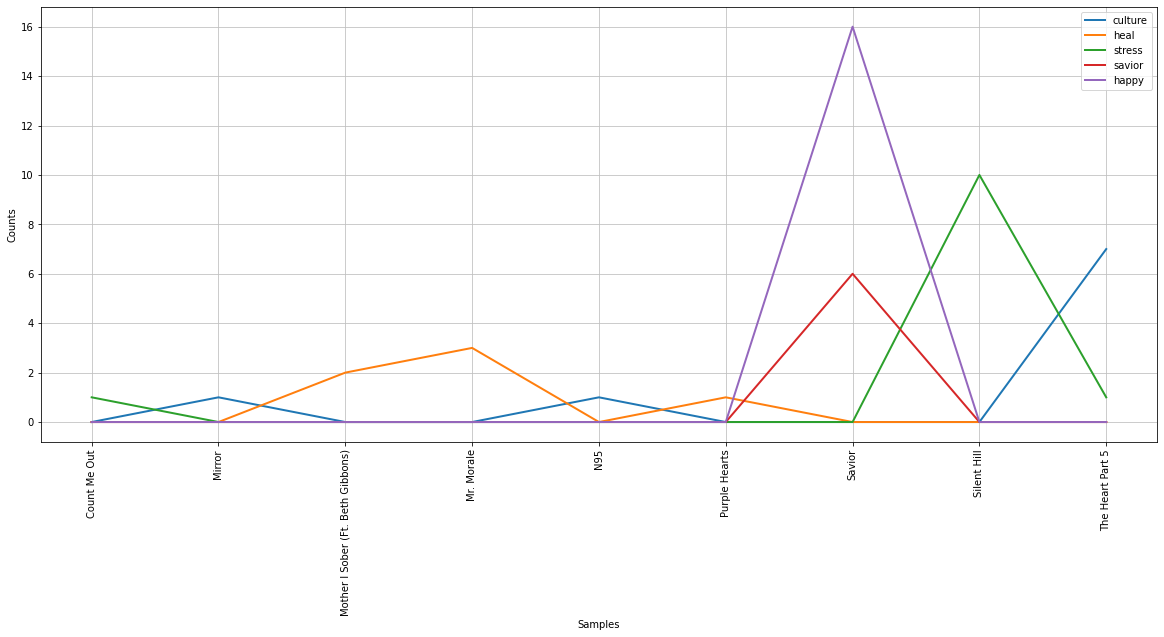 culture
heal
stress
savior
happy
16
14
12
10
8
6
4
2
0
Counts
Count Me Out
Mirror
Mother I Sober (Ft. Beth Gibbons)
Mr. Morale
N95
Purple Hearts
Savior
Silent Hill
The Heart Part 5
Samples